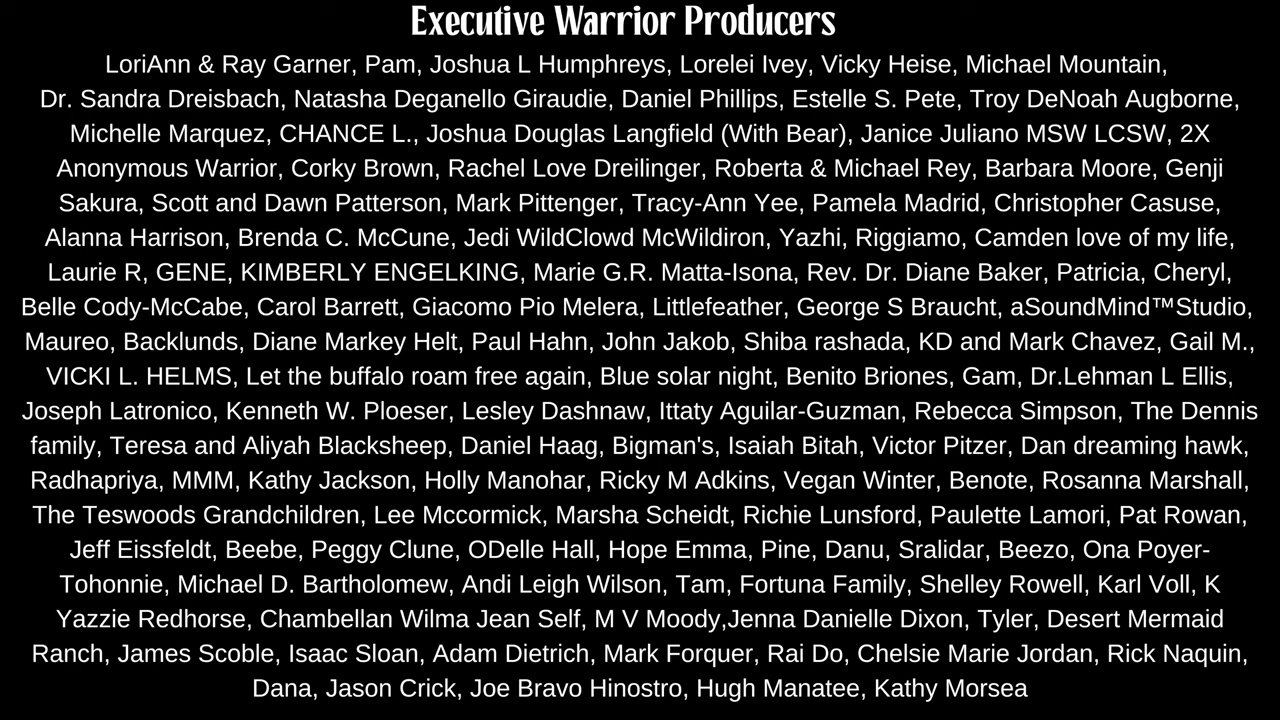 Executive Warrior Producers
LoriAnn & Ray Garner, Pam, Joshua L Humphreys, Lorelei Ivey, Vicky Heise, Michael Mountain,
Dr. Sandra Dreisbach, Natasha Deganello Giraudie, Daniel Phillips, Estelle S. Pete, Troy DeNoah Augborne,
Michelle Marquez, CHANCE L., Joshua Douglas Langfield (With Bear), Janice Juliano MSW LCSW, 2X
Anonymous Warrior, Corky Brown, Rachel Love Dreilinger, Roberta & Michael Rey, Barbara Moore, Genji
Sakura, Scott and Dawn Patterson, Mark Pittenger, Tracy-Ann Yee, Pamela Madrid, Christopher Casuse,
Alanna Harrison, Brenda C. McCune, Jedi WildClowd McWildiron, Yazhi, Riggiamo, Camden love of my life,
Laurie R, GENE, KIMBERLY ENGELKING, Marie G.R. Matta-Isona, Rev. Dr. Diane Baker, Patricia, Cheryl,
Belle Cody-McCabe, Carol Barrett, Giacomo Pio Melera, Littlefeather, George S Braucht, aSoundMind™Studio,
Maureo, Backlunds, Diane Markey Helt, Paul Hahn, John Jakob, Shiba rashada, KD and Mark Chavez, Gail M.,
VICKI L. HELMS, Let the buffalo roam free again, Blue solar night, Benito Briones, Gam, Dr.Lehman L Ellis,
Joseph Latronico, Kenneth W. Ploeser, Lesley Dashnaw, Ittaty Aguilar-Guzman, Rebecca Simpson, The Dennis
family, Teresa and Aliyah Blacksheep, Daniel Haag, Bigman's, Isaiah Bitah, Victor Pitzer, Dan dreaming hawk,
Radhapriya, MMM, Kathy Jackson, Holly Manohar, Ricky M Adkins, Vegan Winter, Benote, Rosanna Marshall,
The Teswoods Grandchildren, Lee Mccormick, Marsha Scheidt, Richie Lunsford, Paulette Lamori, Pat Rowan,
Jeff Eissfeldt, Beebe, Peggy Clune, ODelle Hall, Hope Emma, Pine, Danu, Sralidar, Beezo, Ona Poyer-
Tohonnie, Michael D. Bartholomew, Andi Leigh Wilson, Tam, Fortuna Family, Shelley Rowell, Karl Voll, K
Yazzie Redhorse, Chambellan Wilma Jean Self, M V Moody,Jenna Danielle Dixon, Tyler, Desert Mermaid
Ranch, James Scoble, Isaac Sloan, Adam Dietrich, Mark Forquer, Rai Do, Chelsie Marie Jordan, Rick Naquin,
Dana, Jason Crick, Joe Bravo Hinostro, Hugh Manatee, Kathy Morsea